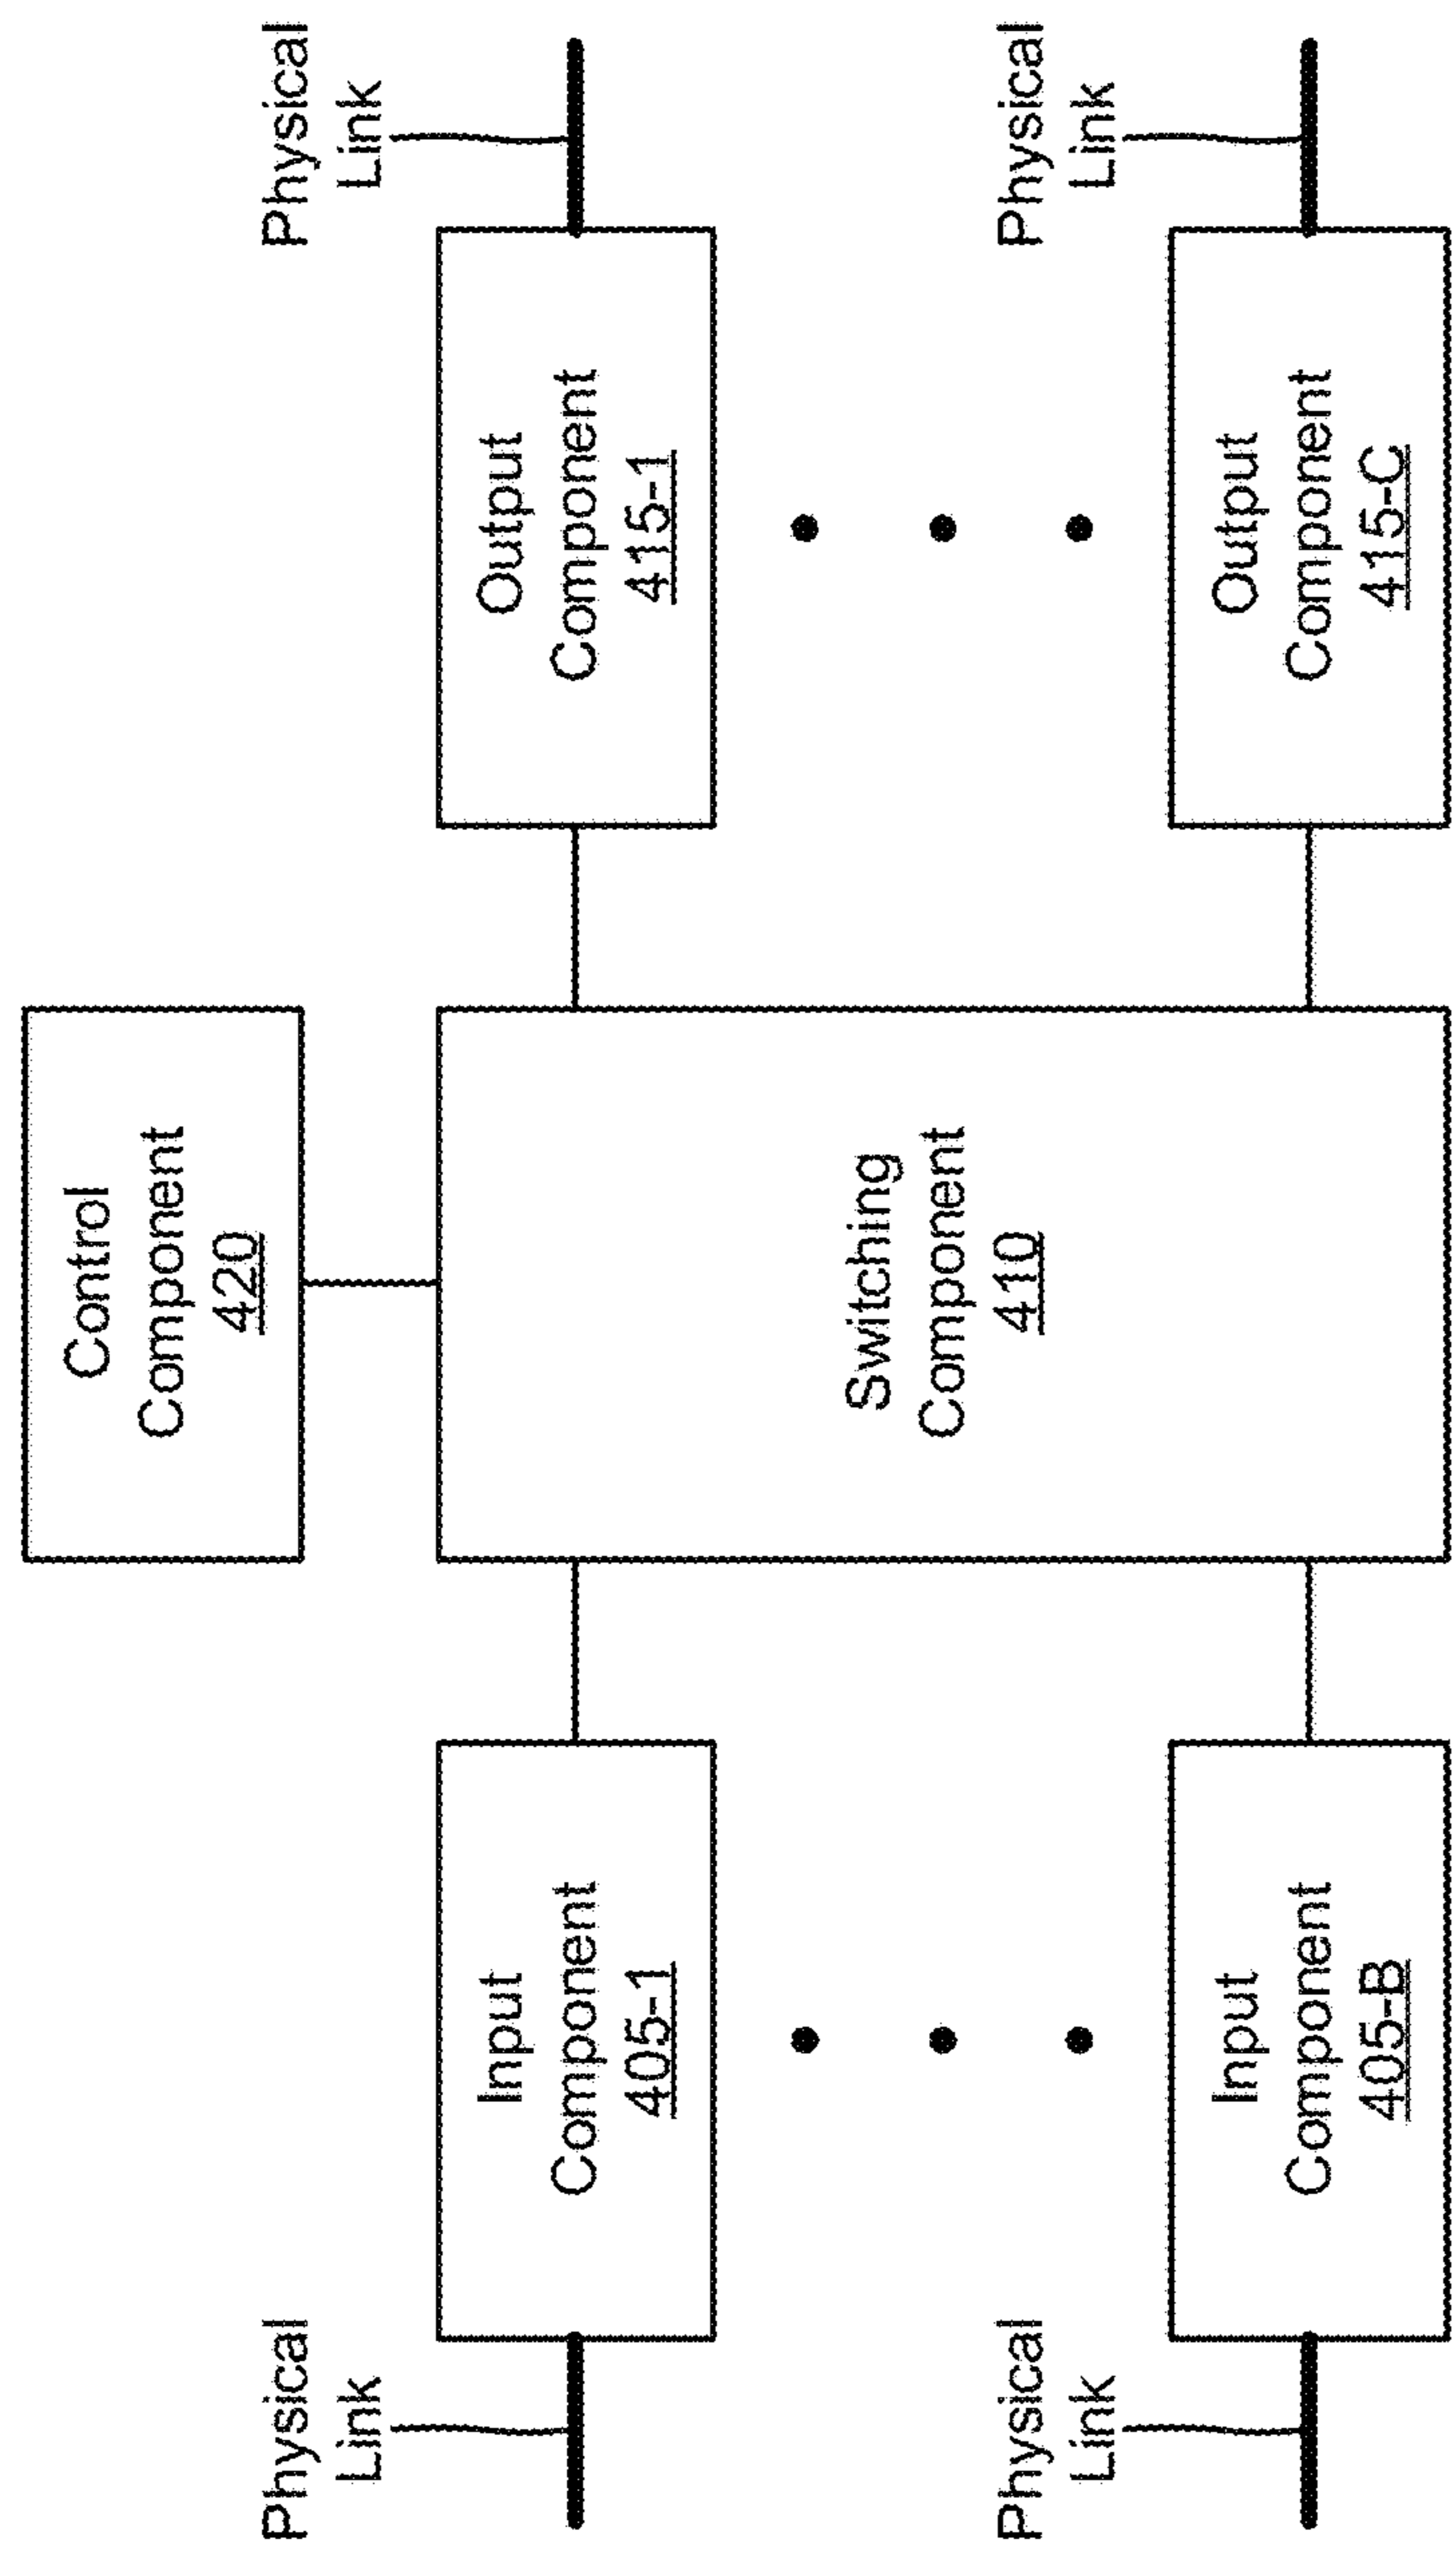 Control
Component
420
Physical
Link
Input
Component
405-1
Switching
Component
410
Output
Component
415-1
Physical
Link
Physical
Link
Input
Component
405-B
Output
Component
415-C
Physical
Link